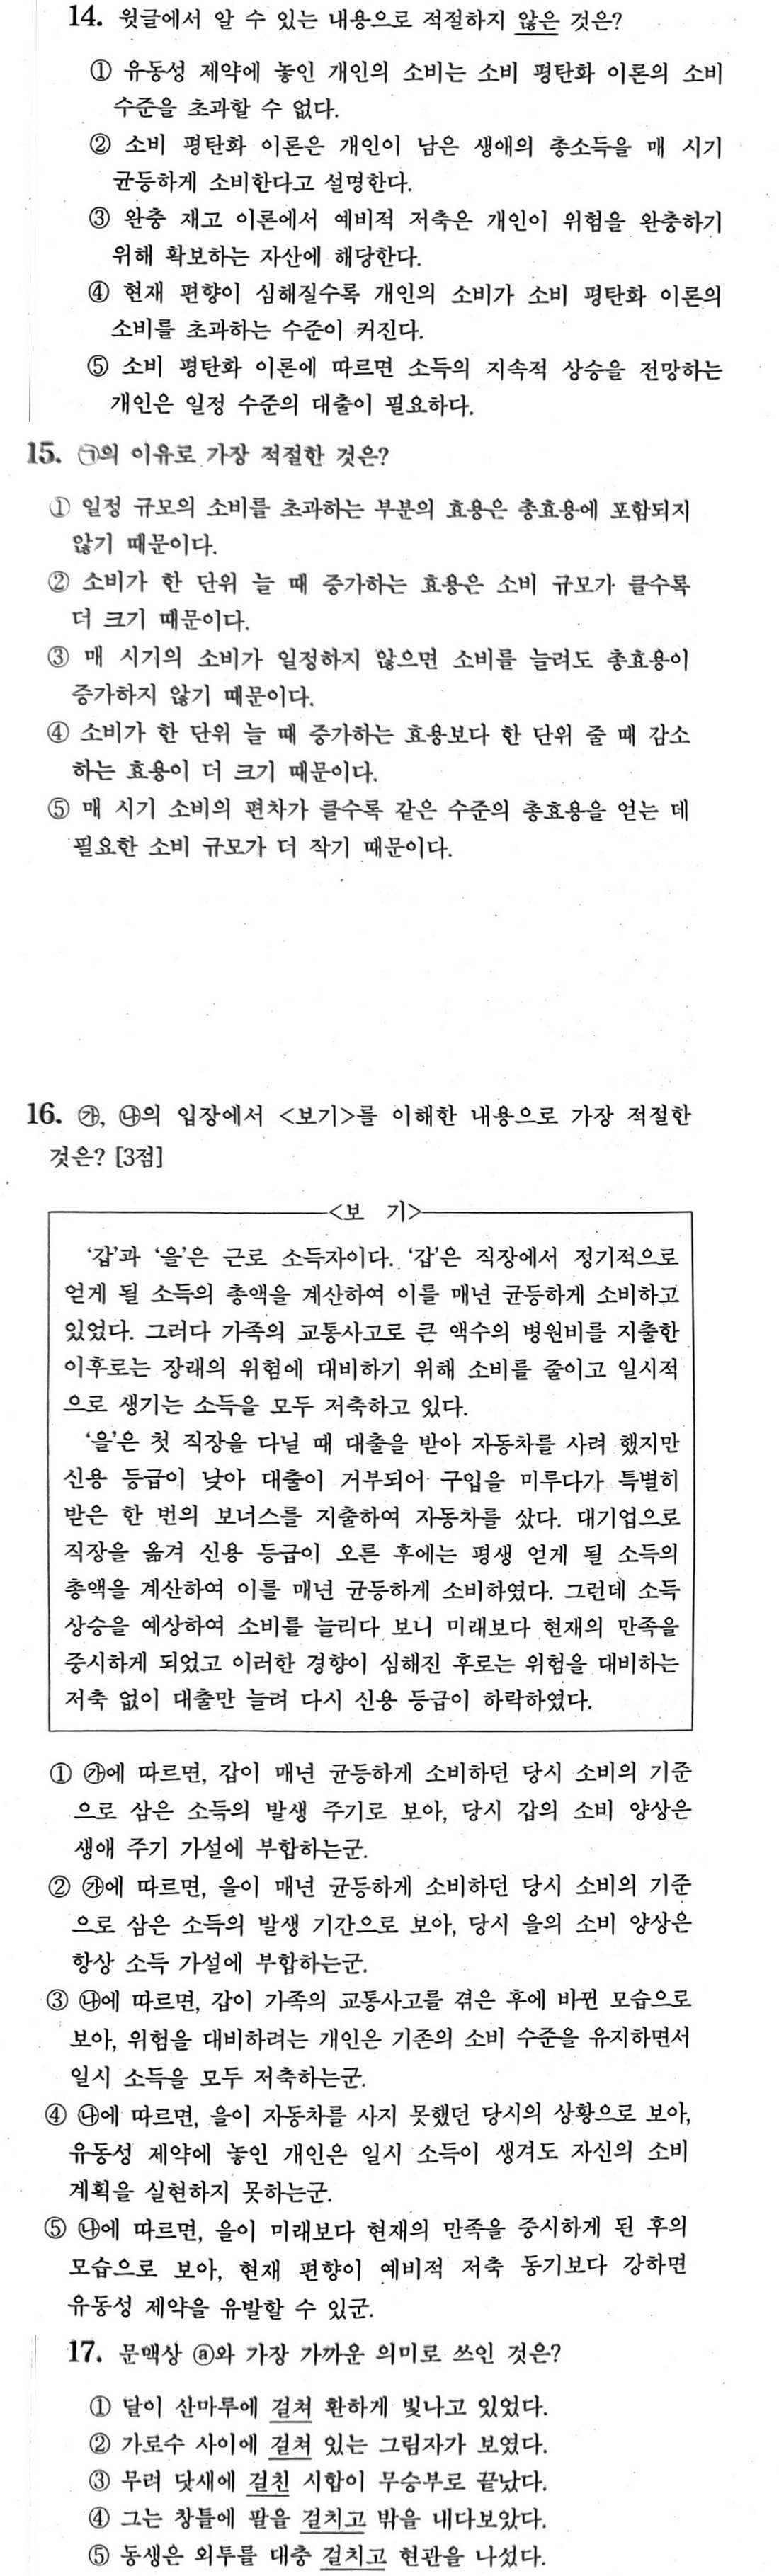 14. 윗글에서 알 수 있는 내용으로 적절하지 않은 것은?
① 유동성 제약에 놓인 개인의 소비는 소비 평탄화 이론의 소비
수준을 초과할 수 없다.
② 소비 평탄화 이론은 개인이 남은 생애의 총소득을 매 시기
균등하게 소비한다고 설명한다.
③ 완충 재고 이론에서 예비적 저축은 개인이 위험을 완충하기
위해 확보하는 자산에 해당한다.
④ 현재 편향이 심해질수록 개인의 소비가 소비 평탄화 이론의
소비를 초과하는 수준이 커진다.
⑤ 소비 평탄화 이론에 따르면 소득의 지속적 상승을 전망하는
개인은 일정 수준의 대출이 필요하다.
15. ㉠의 이유로 가장 적절한 것은?
① 일정 규모의 소비를 초과하는 부분의 효용은 총효용에 포함되지
않기 때문이다.
② 소비가 한 단위 늘 때 증가하는 효용은 소비 규모가 클수록
더 크기 때문이다.
③ 매 시기의 소비가 일정하지 않으면 소비를 늘려도 총효용이
증가하지 않기 때문이다.
④ 소비가 한 단위 늘 때 증가하는 효용보다 한 단위 줄 때 감소
하는 효용이 더 크기 때문이다.
⑤ 매 시기 소비의 편차가 클수록 같은 수준의 총효용을 얻는 데
필요한 소비 규모가 더 작기 때문이다.
16. ㉮, ㉯의 입장에서 <보기>를 이해한 내용으로 가장 적절한
것은? [3점]
<보 기>
‘갑’과 ‘을’은 근로 소득자이다. ‘갑’은 직장에서 정기적으로
얻게 될 소득의 총액을 계산하여 이를 매년 균등하게 소비하고
있었다. 그러다 가족의 교통사고로 큰 액수의 병원비를 지출한
이후로는 장래의 위험에 대비하기 위해 소비를 줄이고 일시적
으로 생기는 소득을 모두 저축하고 있다.
‘을’은 첫 직장을 다닐 때 대출을 받아 자동차를 사려 했지만
신용 등급이 낮아 대출이 거부되어 구입을 미루다가 특별히
받은 한 번의 보너스를 지출하여 자동차를 샀다. 대기업으로
직장을 옮겨 신용 등급이 오른 후에는 평생 얻게 될 소득의
총액을 계산하여 이를 매년 균등하게 소비하였다. 그런데 소득
상승을 예상하여 소비를 늘리다 보니 미래보다 현재의 만족을
중시하게 되었고 이러한 경향이 심해진 후로는 위험을 대비하는
저축 없이 대출만 늘려 다시 신용 등급이 하락하였다.
① ㉮에 따르면, 갑이 매년 균등하게 소비하던 당시 소비의 기준
으로 삼은 소득의 발생 주기로 보아, 당시 갑의 소비 양상은
생애 주기 가설에 부합하는군.
② ㉮에 따르면, 을이 매년 균등하게 소비하던 당시 소비의 기준
으로 삼은 소득의 발생 기간으로 보아, 당시 을의 소비 양상은
항상 소득 가설에 부합하는군.
③ ㉯에 따르면, 갑이 가족의 교통사고를 겪은 후에 바뀐 모습으로
보아, 위험을 대비하려는 개인은 기존의 소비 수준을 유지하면서
일시 소득을 모두 저축하는군.
④ ㉯에 따르면, 을이 자동차를 사지 못했던 당시의 상황으로 보아,
유동성 제약에 놓인 개인은 일시 소득이 생겨도 자신의 소비
계획을 실현하지 못하는군.
⑤ ㉯에 따르면, 을이 미래보다 현재의 만족을 중시하게 된 후의
모습으로 보아, 현재 편향이 예비적 저축 동기보다 강하면
유동성 제약을 유발할 수 있군.
17. 문맥상 ⓐ와 가장 가까운 의미로 쓰인 것은?
① 달이 산마루에 걸쳐 환하게 빛나고 있었다.
② 가로수 사이에 걸쳐 있는 그림자가 보였다.
③ 무려 닷새에 걸친 시합이 무승부로 끝났다.
④ 그는 창틀에 팔을 걸치고 밖을 내다보았다.
⑤ 동생은 외투를 대충 걸치고 현관을 나섰다.